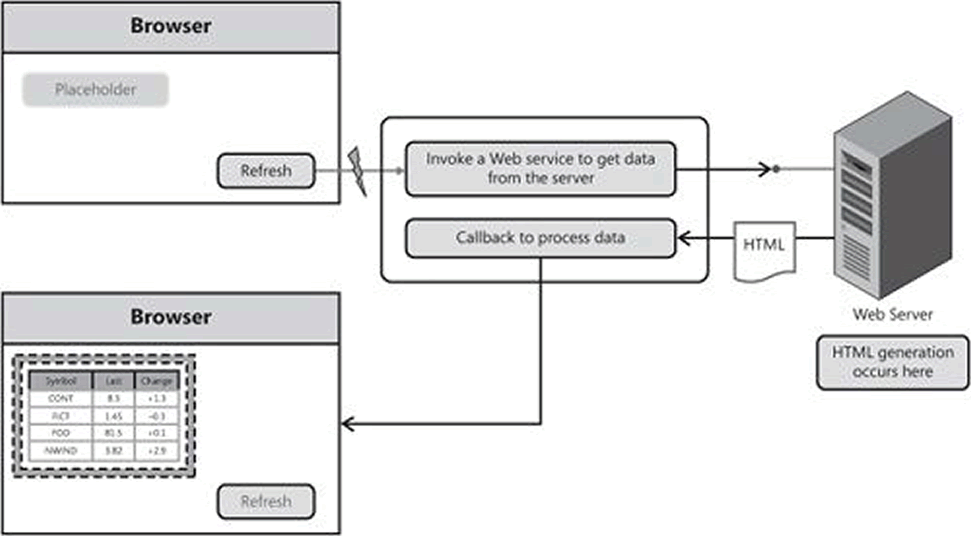 Browser
Placeholder
Refresh
Invoke a Web service to get data
from the server
Callback to process data
HTML
Web Server
HTML generation
occurs here
Browser
Symbol Last Change
CONT 8.5 +1.3
1.45 -0.3
FOO 81.5 +0.1
NWIND 3.82 +2.9
Refresh